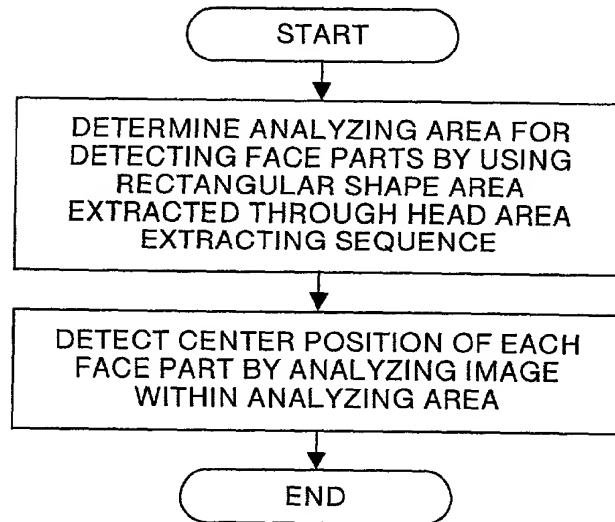 START
DETERMINE ANALYZING AREA FOR
DETECTING FACE PARTS BY USING
RECTANGULAR SHAPE AREA
EXTRACTED THROUGH HEAD AREA
EXTRACTING SEQUENCE
DETECT CENTER POSITION OF EACH
FACE PART BY ANALYZING IMAGE
WITHIN ANALYZING AREA
END